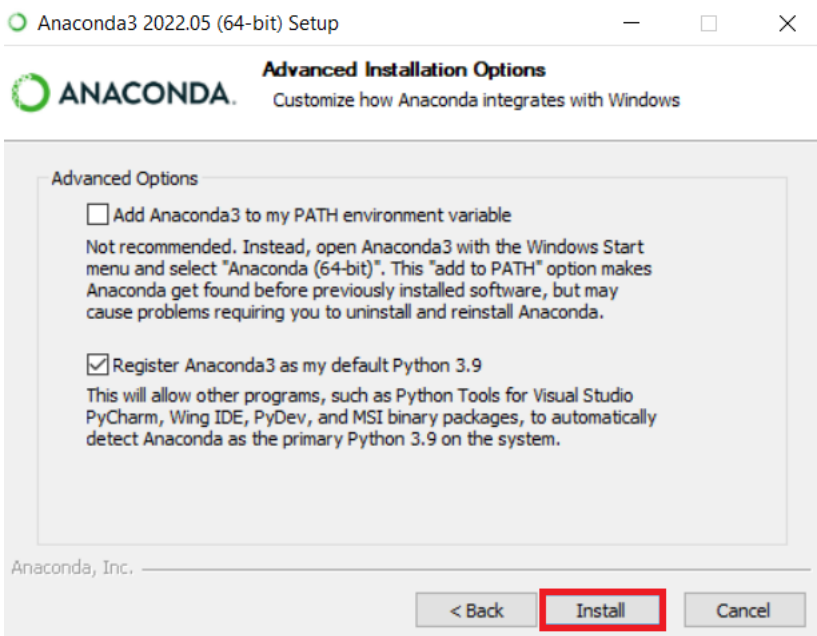 Anaconda3 2022.05 (64-bit) Setup
ANACONDA.
Advanced Installation Options
Customize how Anaconda integrates with Windows
Advanced Options
Add Anaconda3 to my PATH environment variable
Not recommended. Instead, open Anaconda3 with the Windows Start
menu and select "Anaconda (64-bit)". This "add to PATH" option makes
Anaconda get found before previously installed software, but may
cause problems requiring you to uninstall and reinstall Anaconda.
Register Anaconda3 as my default Python 3.9
This will allow other programs, such as Python Tools for Visual Studio
PyCharm, Wing IDE, PyDev, and MSI binary packages, to automatically
detect Anaconda as the primary Python 3.9 on the system.
Anaconda, Inc.
< Back Install Cancel